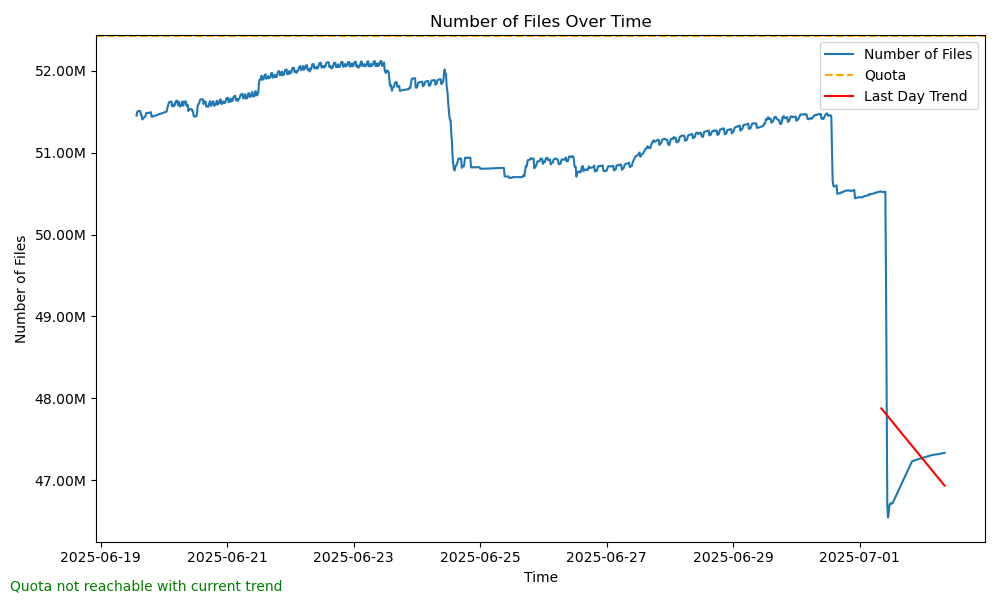 Number of Files Over Time
Number of Files
Quota
Last Day Trend
52.00M
51.00M
50.00M
49.00M
48.00M
47.00M
Number of Files
2025-06-19
2025-06-21
2025-06-23
2025-06-25
2025-06-27
2025-06-29
2025-07-01
Time
Quota not reachable with current trend